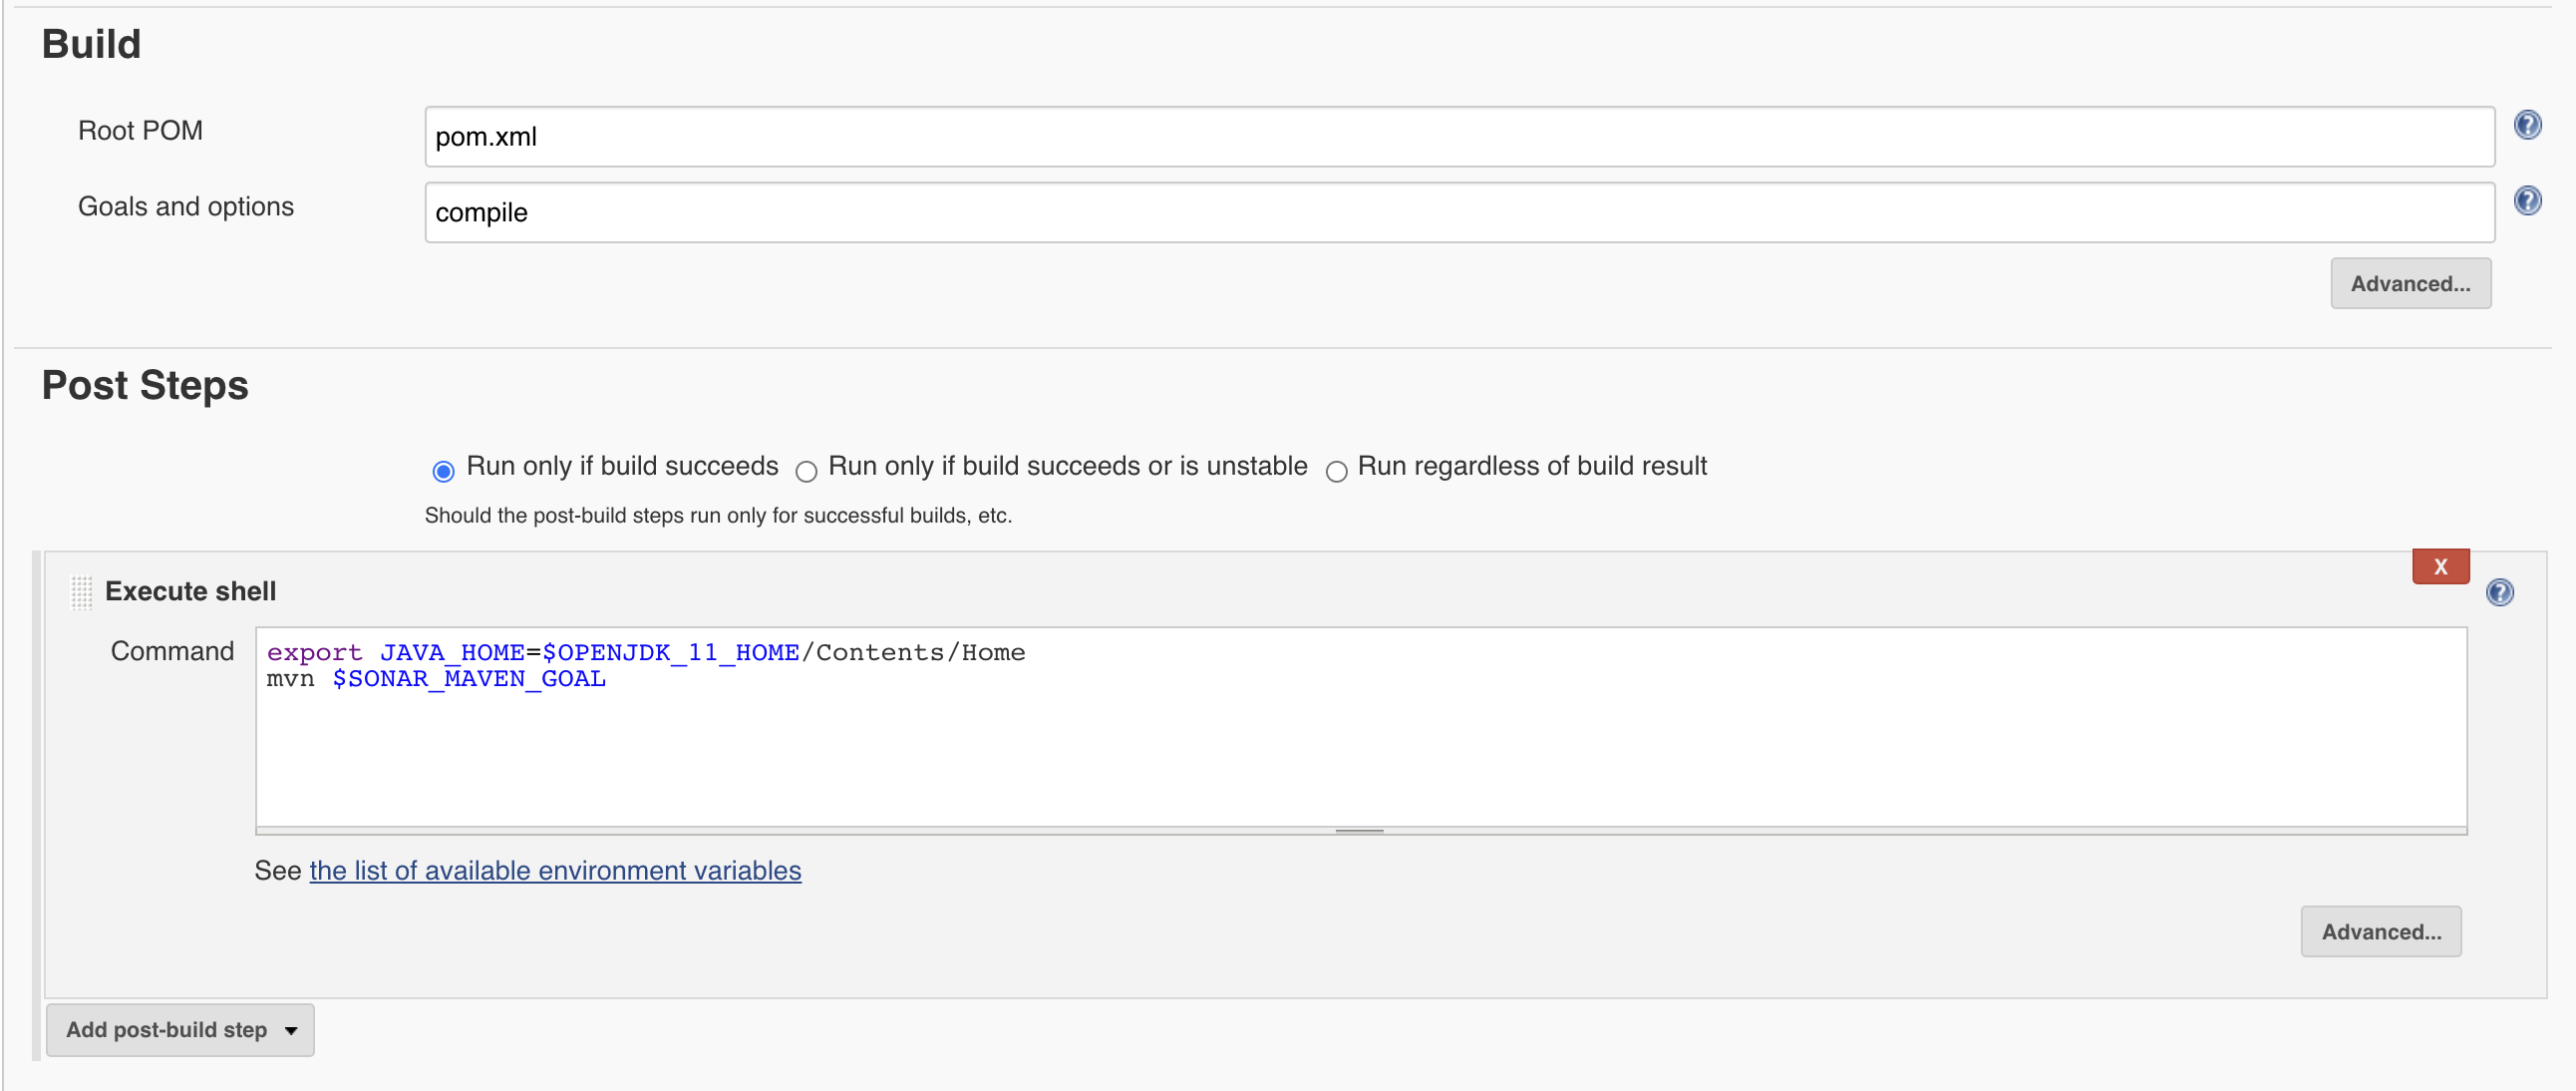 Build
Root POM
pom.xml
Goals and options
compile
Advanced...
Post Steps
Run only if build succeeds Run only if build succeeds or is unstable Run regardless of build result
Should the post-build steps run only for successful builds, etc.
X
Execute shell
Command
export JAVA_HOME=$OPENJDK_11_HOME/Contents/Home
mvn $SONAR_MAVEN_GOAL
See the list of available environment variables
Advanced...
Add post-build step